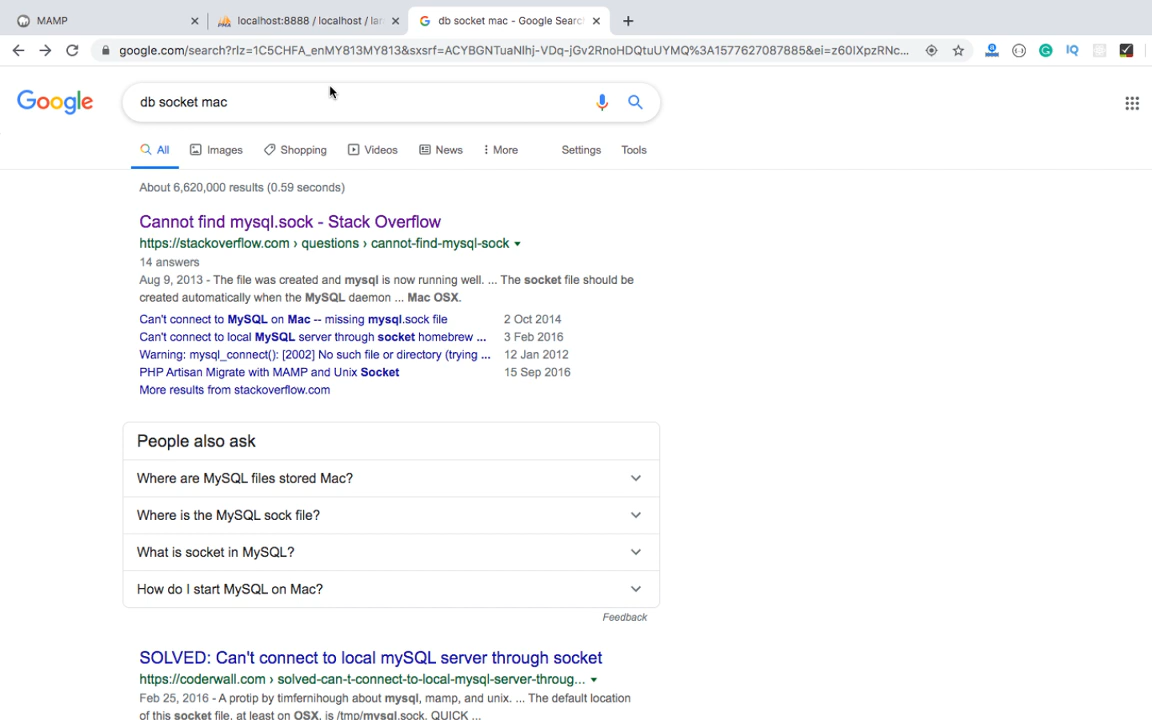 MAMP
localhost:8888 / localhost / lar
db socket mac - Google Searc
google.com/search?rlz=1C5CHFA_enMY813MY813&sxsrf=ACYBGNTuaNIhj-VDq-jGv2RnoHDQtuUYMQ%3A1577627087885&ei=z60IXpzRNc...
Google
db socket mac
All
Images
Shopping
Videos
News
More
Settings
Tools
About 6,620,000 results (0.59 seconds)
Cannot find mysql.sock - Stack Overflow
https://stackoverflow.com › questions › cannot-find-mysql-sock
14 answers
Aug 9, 2013 - The file was created and mysql is now running well. ... The socket file should be
created automatically when the MySQL daemon ... Mac OSX.
Can't connect to MySQL on Mac -- missing mysql.sock file 2 Oct 2014
Can't connect to local MySQL server through socket homebrew ... 3 Feb 2016
Warning: mysql_connect(): [2002] No such file or directory (trying ... 12 Jan 2012
PHP Artisan Migrate with MAMP and Unix Socket 15 Sep 2016
More results from stackoverflow.com
People also ask
Where are MySQL files stored Mac?
Where is the MySQL sock file?
What is socket in MySQL?
How do I start MySQL on Mac?
Feedback
SOLVED: Can't connect to local mySQL server through socket
https://coderwall.com › solved-can-t-connect-to-local-mysql-server-throug...
Feb 25, 2016 - A protip by timfernihough about mysql, mamp, and unix. ... The default location
of this socket file, at least on OSX, is /tmp/mysql.sock. QUICK ...